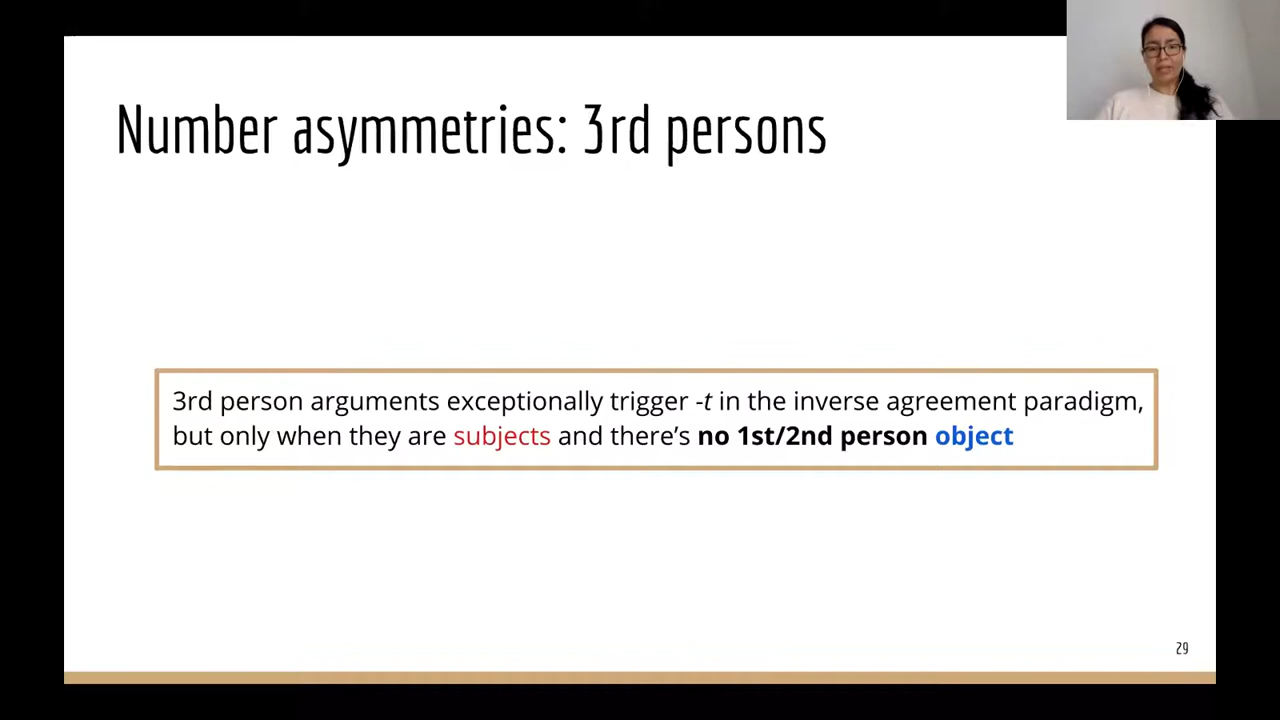 Number asymmetries: 3rd persons
3rd person arguments exceptionally trigger -t in the inverse agreement paradigm,
but only when they are subjects and there’s no 1st/2nd person object
29